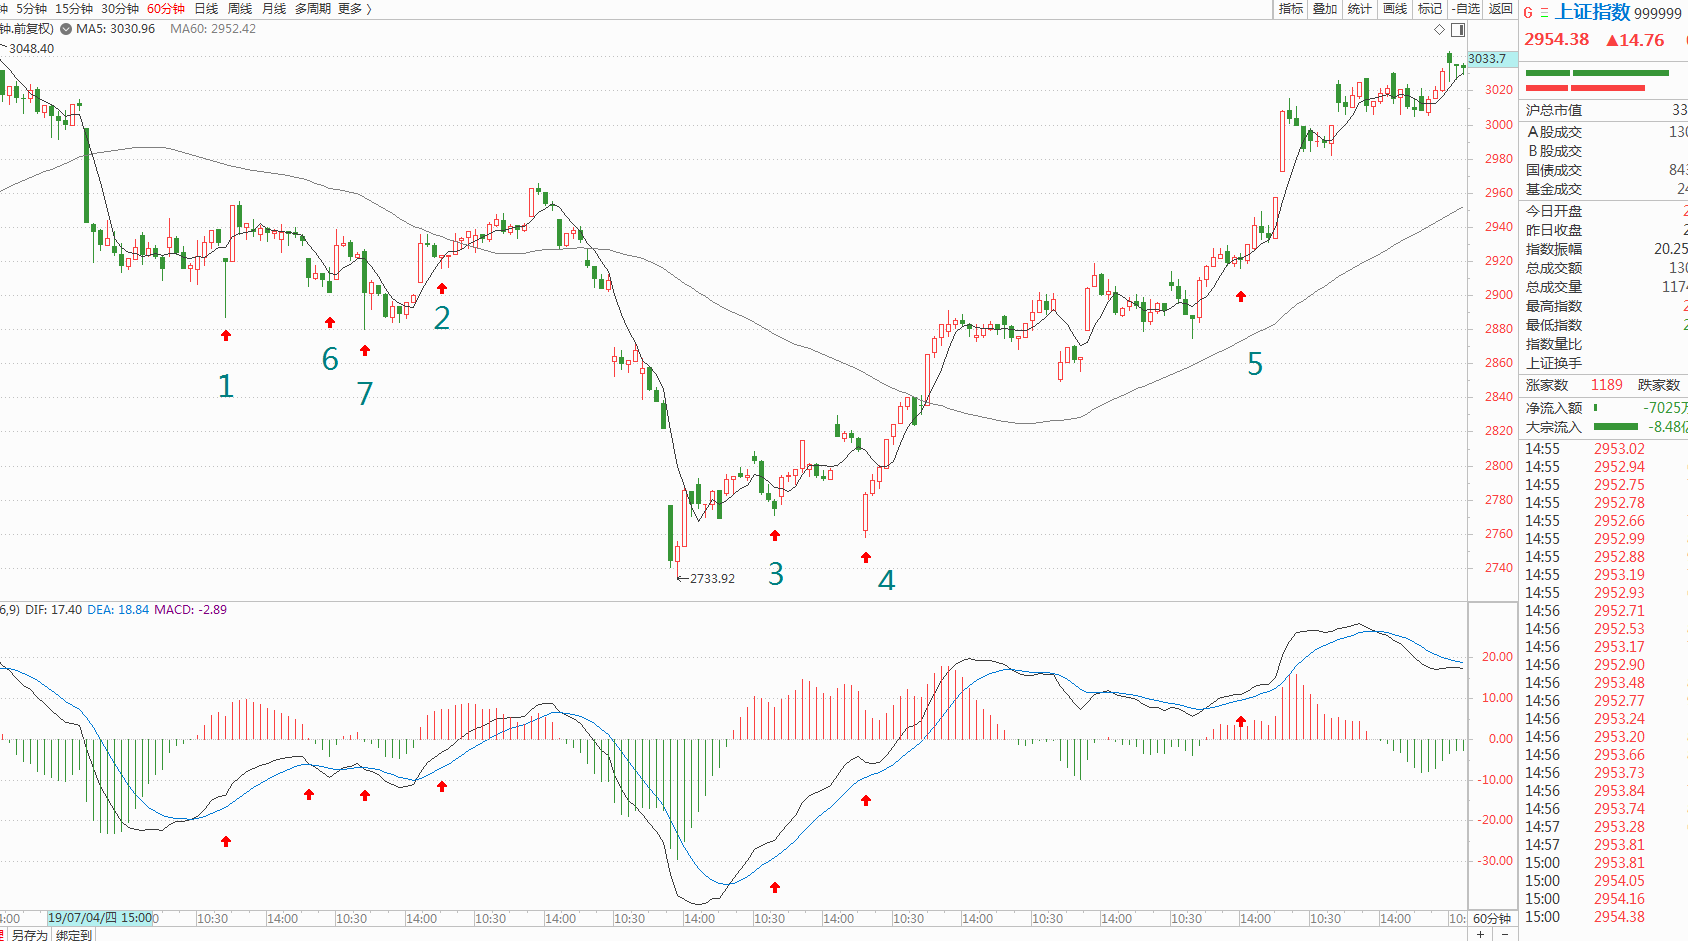 钟 5分钟 15分钟 30分钟 60分钟 日线 周线 月线 多周期 更多 〉 指标 叠加 统计 画线 标记 -自选 返回
钟.前复权) MA5: 3030.96 MA60: 2952.42
3048.40
3033.7
3020
3000
2980
2960
2940
2920
2900
2880
2860
2840
2820
2800
2780
2760
2740
1
6
7
2
3
4
5
←2733.92
6,9) DIF: 17.40 DEA: 18.84 MACD: -2.89
20.00
10.00
0.00
-10.00
-20.00
-30.00
4:00 19/07/04/四 15:00 0 10:30 14:00 10:30 14:00 10:30 14:00 10:30 14:00 10:30 14:00 10:30 14:00 10:30 14:00 10:30 14:00 10:30 14:00 10: 60分钟
另存为 绑定到 + -
G 上证指数 999999
2954.38 ▲14.76
沪总市值 33
A股成交 130
B股成交
国债成交 843
基金成交 24
今日开盘 2
昨日收盘 2
指数振幅 20.25
总成交额 130
总成交量 1174
最高指数 2
最低指数 2
指数量比
上证换手
涨家数 1189 跌家数
净流入额 -7025万
大宗流入 -8.48亿
14:55 2953.02
14:55 2952.94
14:55 2952.75
14:55 2952.78
14:55 2952.66
14:55 2952.99
14:55 2952.88
14:55 2953.19
14:55 2952.93
14:56 2952.71
14:56 2952.53
14:56 2953.17
14:56 2952.90
14:56 2953.48
14:56 2952.77
14:56 2953.24
14:56 2953.20
14:56 2953.66
14:56 2953.73
14:56 2953.84
14:56 2953.74
14:57 2953.28
14:57 2953.81
15:00 2953.81
15:00 2954.05
15:00 2954.16
15:00 2954.38